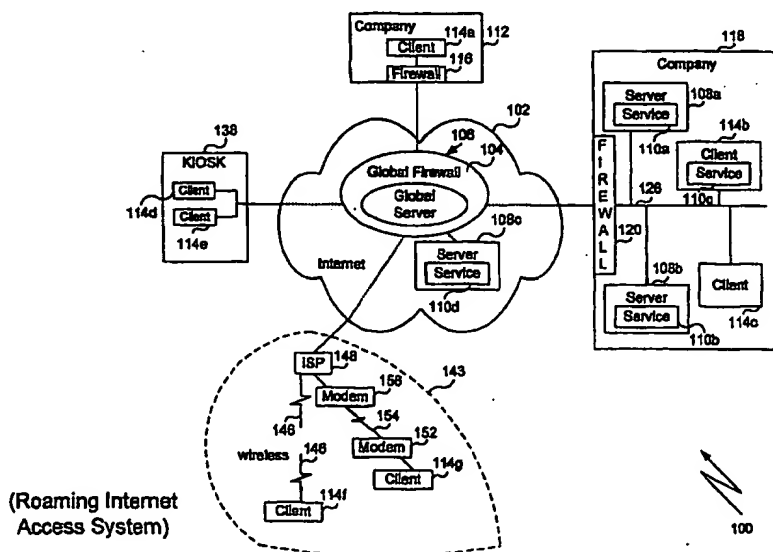 Company
114a
112
Client
116
Firewall
118
Company
Server
108a
Service
114b
110a
Client
Service
110c
126
FIREWALL
120
108b
Server
Service
110b
Client
114c
138
KIOSK
Client
114d
Client
114e
102
106
104
Global Firewall
Global
Server
108c
Internet
Server
Service
110d
ISP
148
143
Modem
156
146
154
wireless
146
Modem
152
Client
114g
Client
114f
(Roaming Internet
Access System)
100